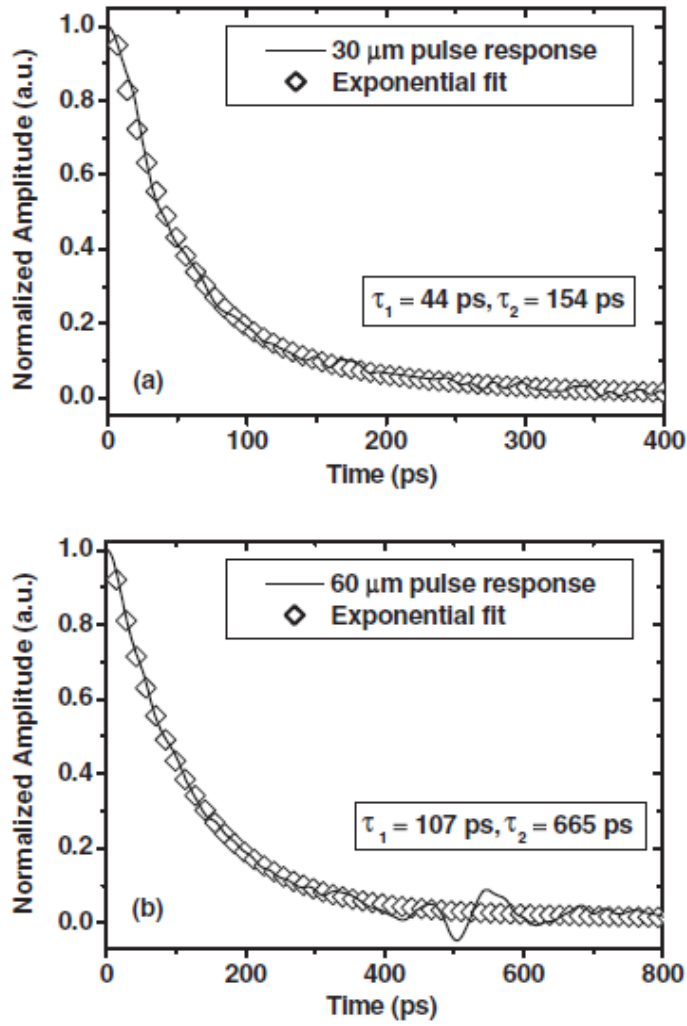 1.0
0.8
0.6
0.4
0.2
0.0
Normalized Amplitude (a.u.)
30 μm pulse response
Exponential fit
τ1 = 44 ps, τ2 = 154 ps
(a)
0 100 200 300 400
Time (ps)
1.0
0.8
0.6
0.4
0.2
0.0
Normalized Amplitude (a.u.)
60 μm pulse response
Exponential fit
τ1 = 107 ps, τ2 = 665 ps
(b)
0 200 400 600 800
Time (ps)